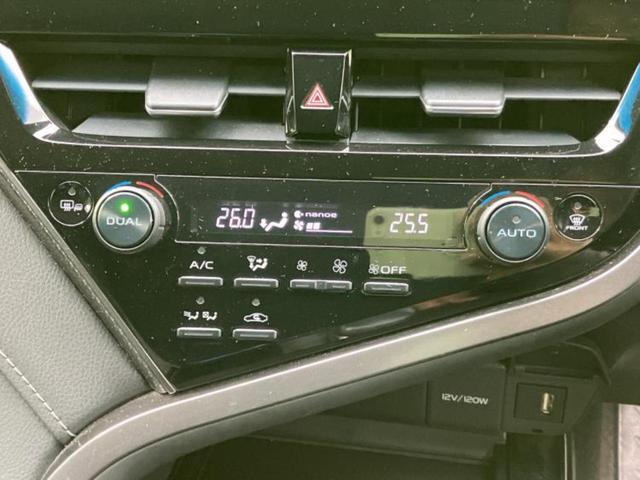 DUAL
26.0
nanoe
25.5
AUTO
FRONT
A/C
OFF
12V/120W